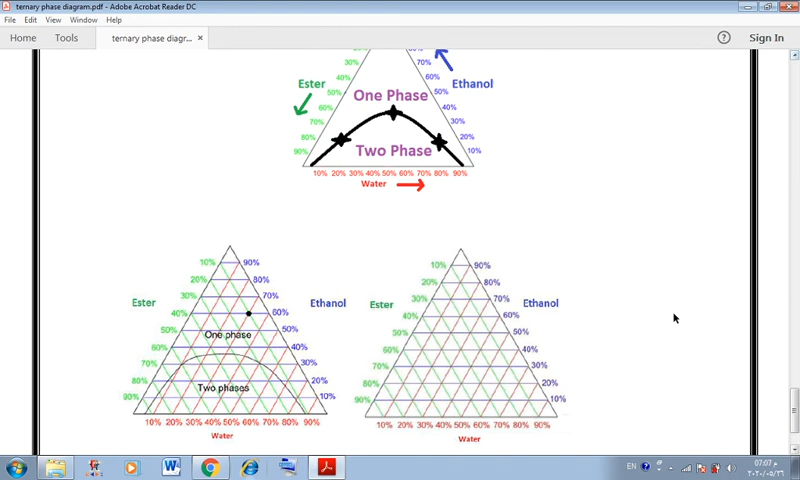 ternary phase diagram.pdf - Adobe Acrobat Reader DC
File Edit View Window Help
Home Tools ternary phase diagr... × ? Sign In
30% 70%
40% 60%
50% 50%
60% 40%
70% 30%
80% 20%
90% 10%
Ester Ethanol
One Phase
Two Phase
10% 20% 30% 40% 50% 60% 70% 80% 90%
Water
10% 90%
20% 80%
30% 70%
40% 60%
50% 50%
60% 40%
70% 30%
80% 20%
90% 10%
Ester Ethanol
One phase
Two phases
10% 20% 30% 40% 50% 60% 70% 80% 90%
Water
10% 90%
20% 80%
30% 70%
40% 60%
50% 50%
60% 40%
70% 30%
80% 20%
90% 10%
Ester Ethanol
10% 20% 30% 40% 50% 60% 70% 80% 90%
Water
EN
07:07 م
٢٠٢٠/٠٥/٢٦